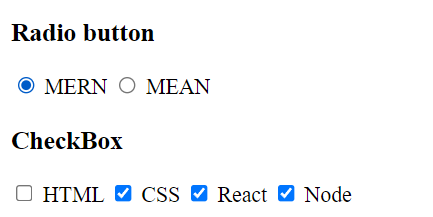 Radio button
MERN MEAN
CheckBox
HTML CSS React Node